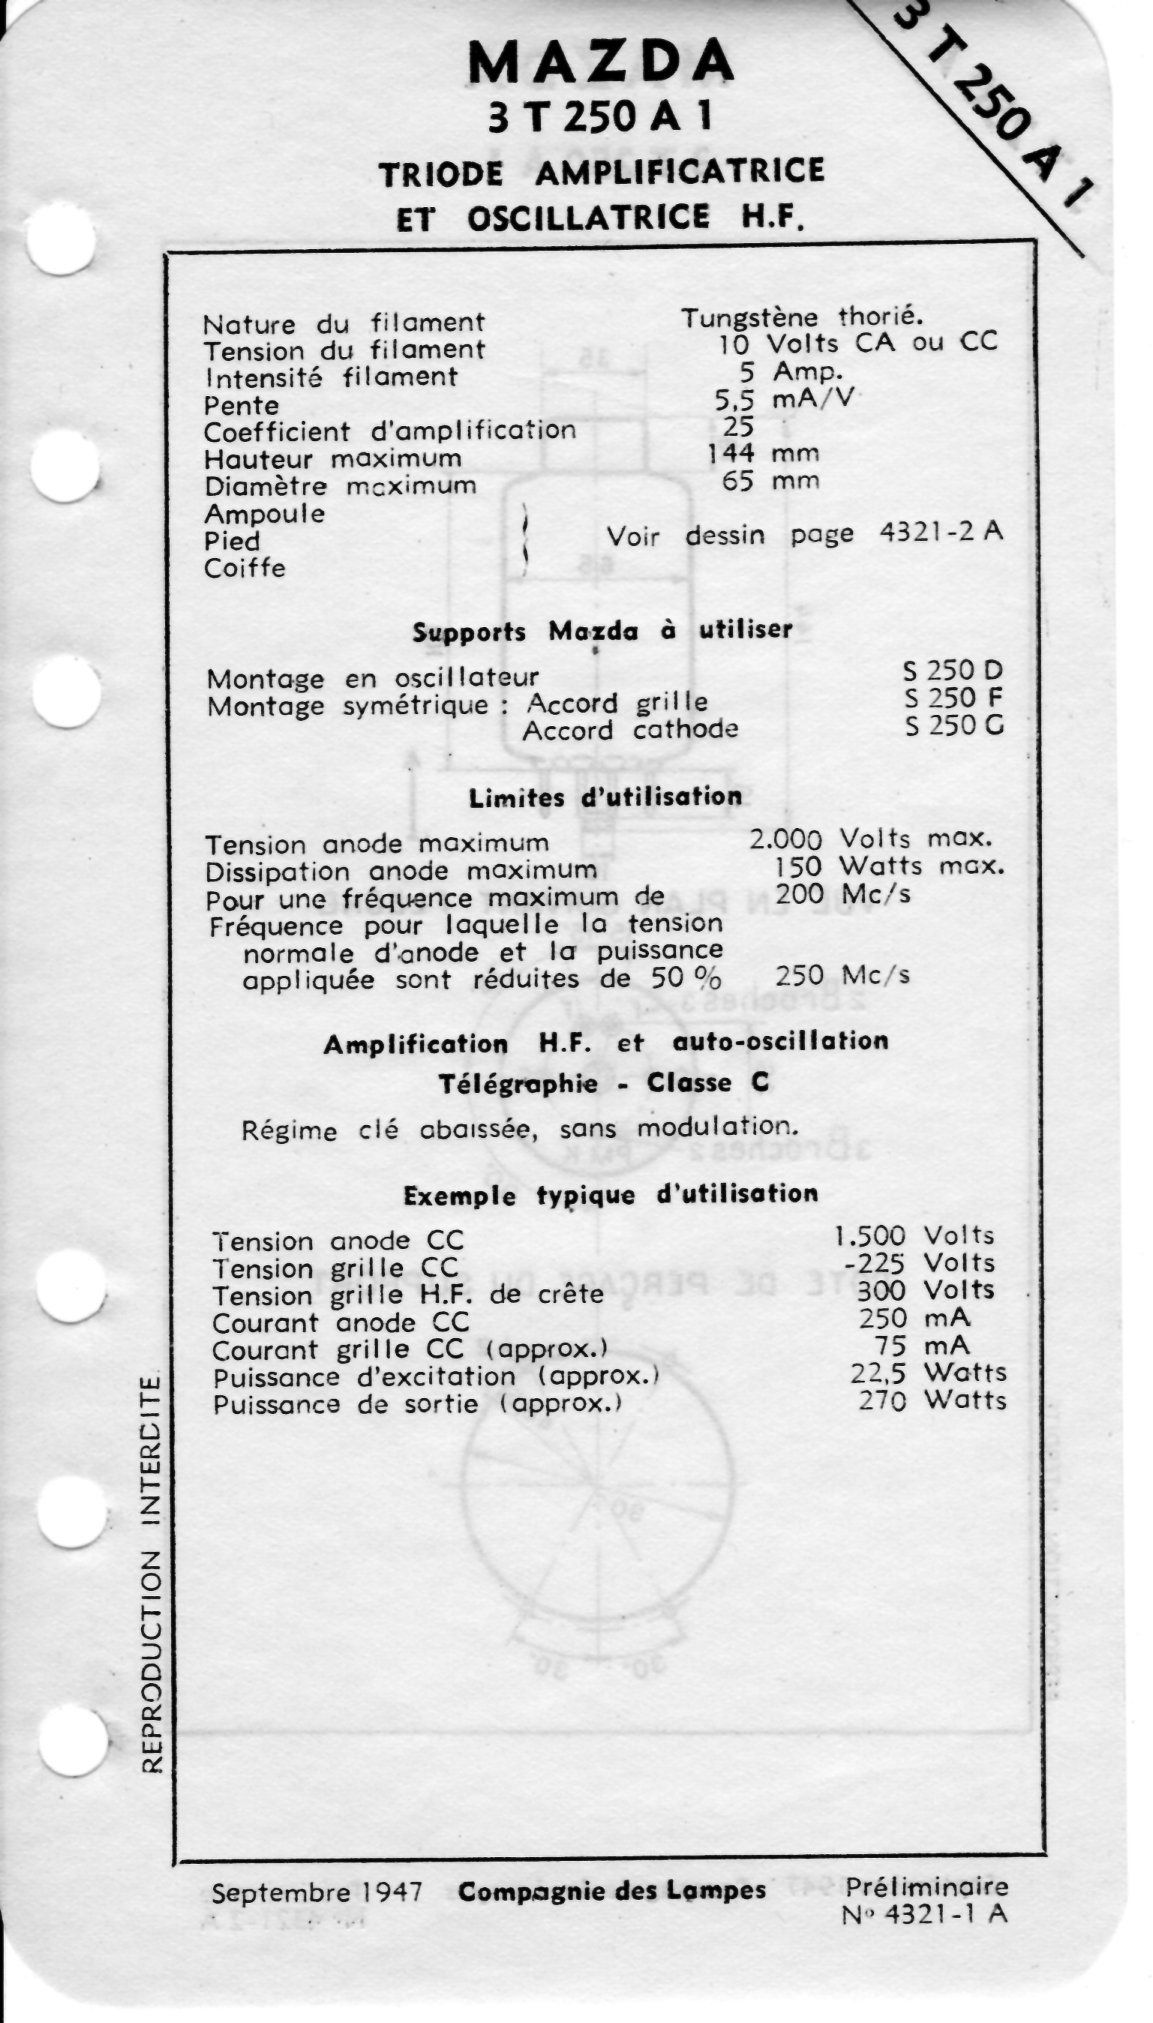 3 T 250 A 1
MAZDA
3 T 250 A 1
TRIODE AMPLIFICATRICE
ET OSCILLATRICE H.F.
Nature du filament Tungstène thorié.
Tension du filament 10 Volts CA ou CC
Intensité filament 5 Amp.
Pente 5,5 mA/V
Coefficient d'amplification 25
Hauteur maximum 144 mm
Diamètre maximum 65 mm
Ampoule
Pied Voir dessin page 4321-2 A
Coiffe
Supports Mazda à utiliser
Montage en oscillateur S 250 D
Montage symétrique : Accord grille S 250 F
Accord cathode S 250 G
Limites d'utilisation
Tension anode maximum 2.000 Volts max.
Dissipation anode maximum 150 Watts max.
Pour une fréquence maximum de 200 Mc/s
Fréquence pour laquelle la tension
normale d'anode et la puissance
appliquée sont réduites de 50 % 250 Mc/s
Amplification H.F. et auto-oscillation
Télégraphie - Classe C
Régime clé abaissée, sans modulation.
Exemple typique d'utilisation
Tension anode CC 1.500 Volts
Tension grille CC -225 Volts
Tension grille H.F. de crête 300 Volts
Courant anode CC 250 mA
Courant grille CC (approx.) 75 mA
Puissance d'excitation (approx.) 22,5 Watts
Puissance de sortie (approx.) 270 Watts
REPRODUCTION INTERDITE
Septembre 1947 Compagnie des Lampes Préliminaire
Nº 4321-1 A